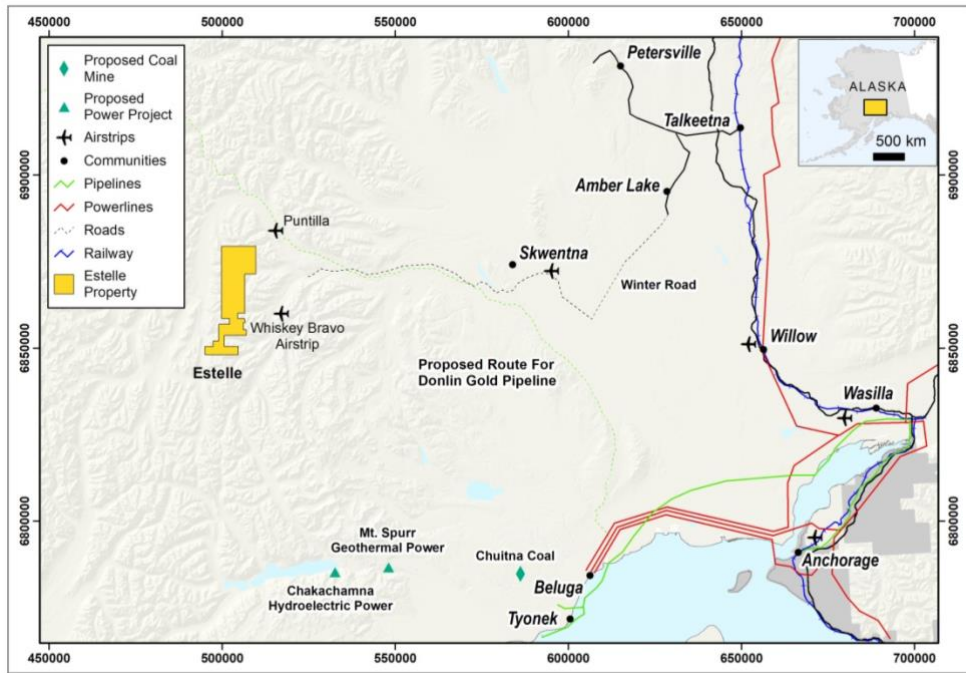 450000 500000 550000 600000 650000 700000
Proposed Coal
Mine
Proposed
Power Project
Airstrips
Communities
Pipelines
Powerlines
Roads
Railway
Estelle
Property
ALASKA
500 km
Petersville
Talkeetna
6900000
6900000
Amber Lake
Puntilla
Skwentna
Winter Road
Whiskey Bravo
Airstrip
Willow
6850000
6850000
Estelle
Proposed Route For
Donlin Gold Pipeline
Wasilla
6800000
6800000
Mt. Spurr
Geothermal Power
Chuitna Coal
Anchorage
Beluga
Chakachamna
Hydroelectric Power
Tyonek
450000 500000 550000 600000 650000 700000